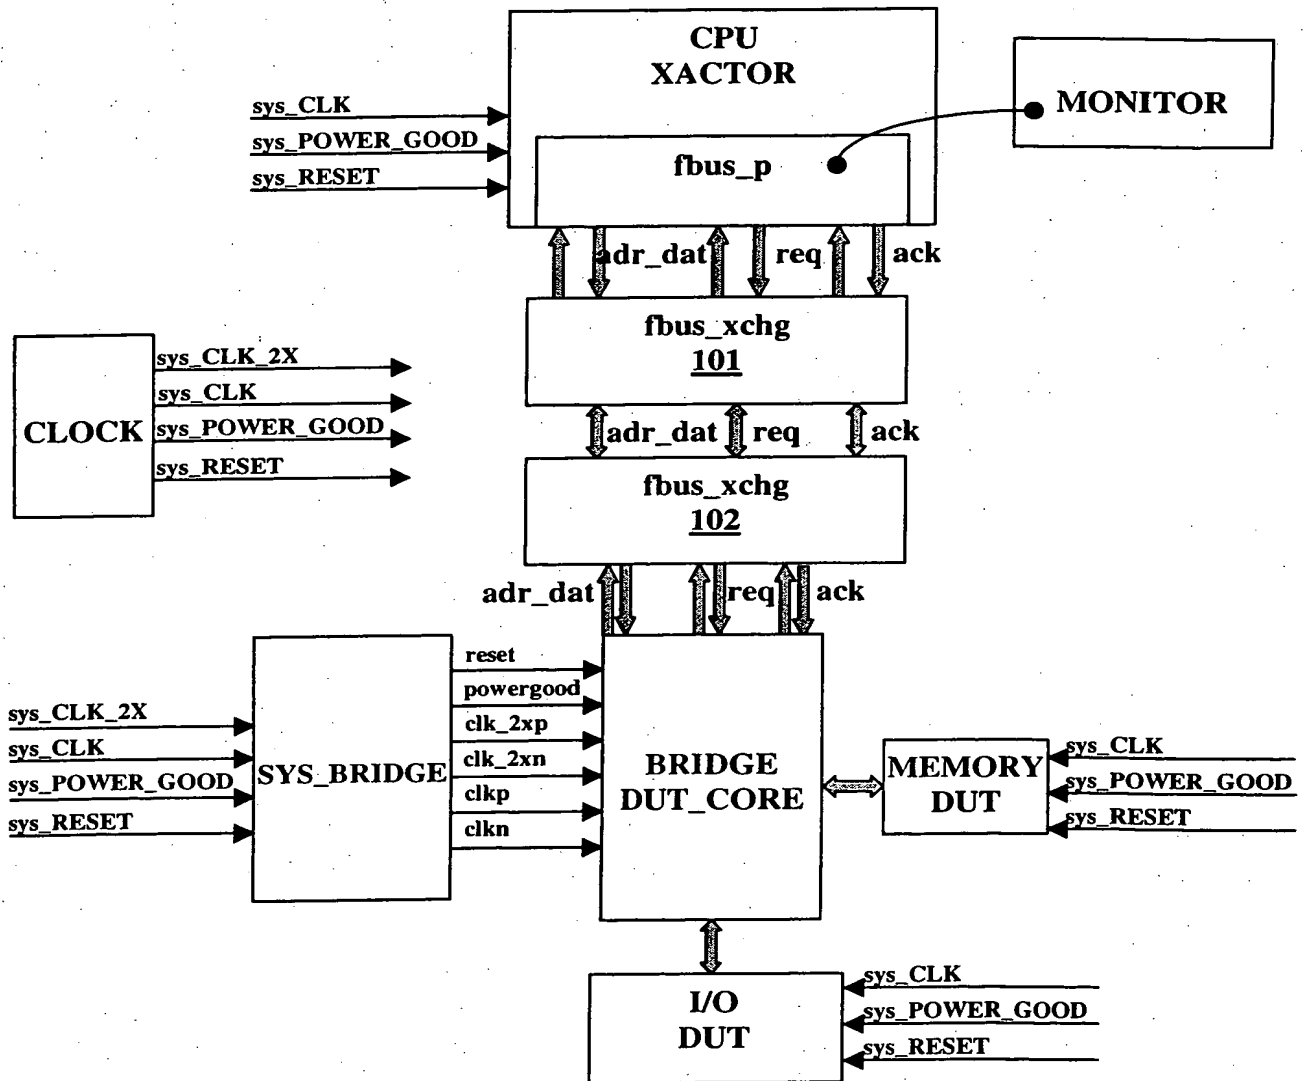 CPU
XACTOR
MONITOR
sys_CLK
sys_POWER_GOOD
sys_RESET
fbus_p
adr_dat req ack
fbus_xchg
101
CLOCK
sys_CLK_2X
sys_CLK
sys_POWER_GOOD
sys_RESET
adr_dat req ack
fbus_xchg
102
adr_dat req ack
SYS_BRIDGE
sys_CLK_2X
sys_CLK
sys_POWER_GOOD
sys_RESET
reset
powergood
clk_2xp
clk_2xn
clkp
clkn
BRIDGE
DUT_CORE
MEMORY
DUT
sys_CLK
sys_POWER_GOOD
sys_RESET
I/O
DUT
sys_CLK
sys_POWER_GOOD
sys_RESET